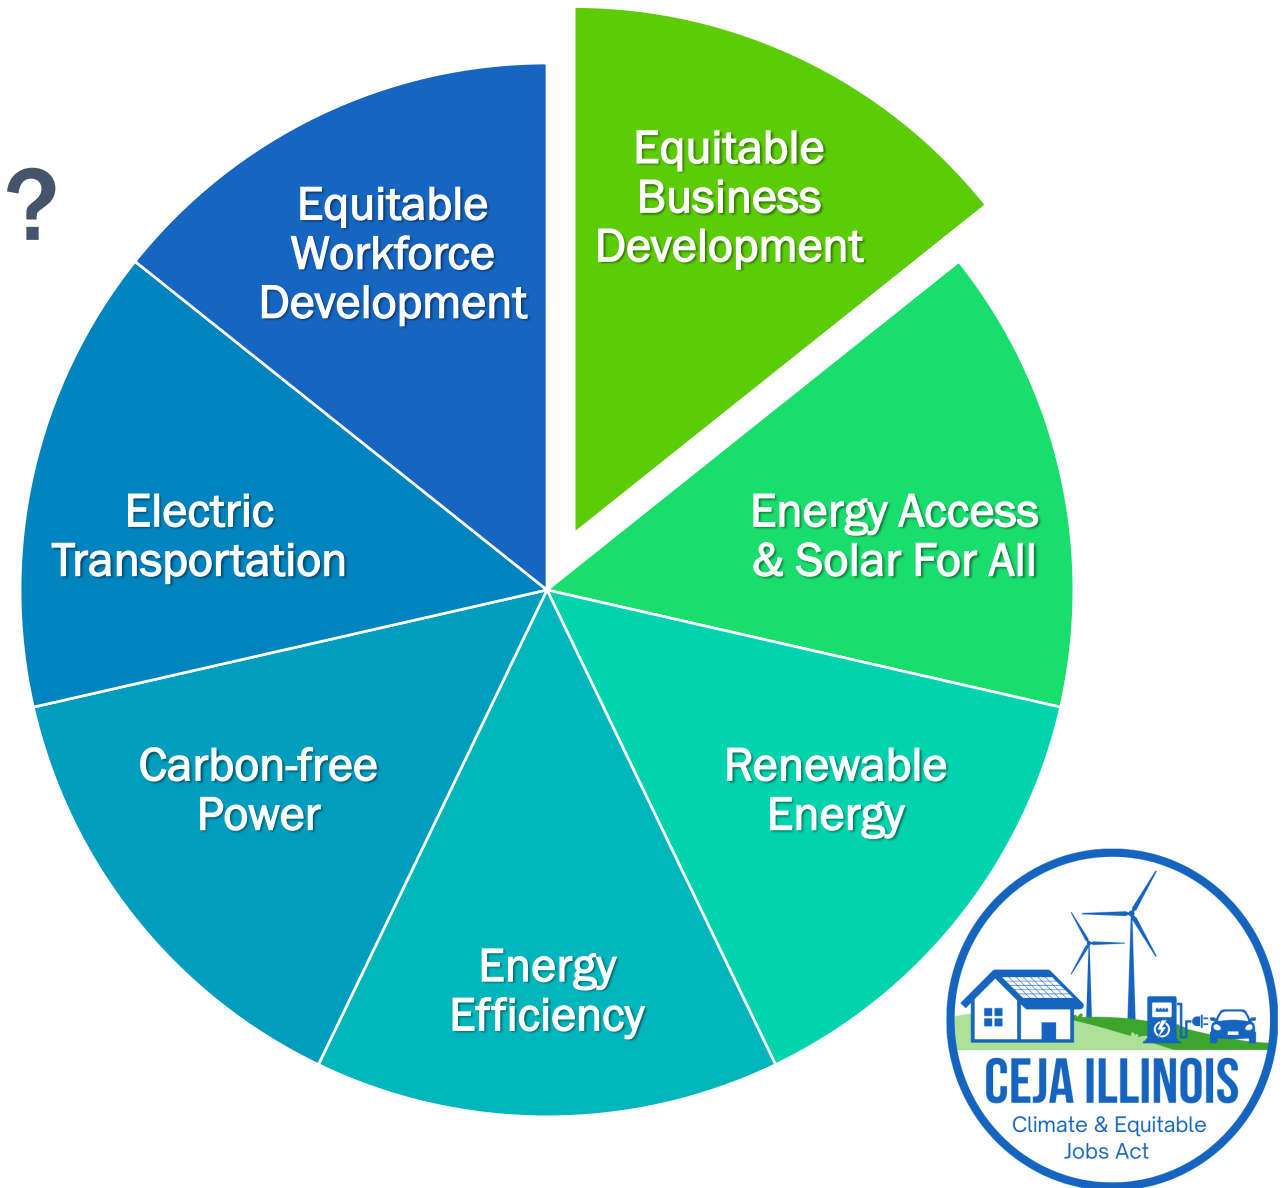 ?
Equitable
Business
Development
Equitable
Workforce
Development
Energy Access
& Solar For All
Electric
Transportation
Renewable
Energy
Carbon-free
Power
Energy
Efficiency
CEJA ILLINOIS
Climate & Equitable
Jobs Act